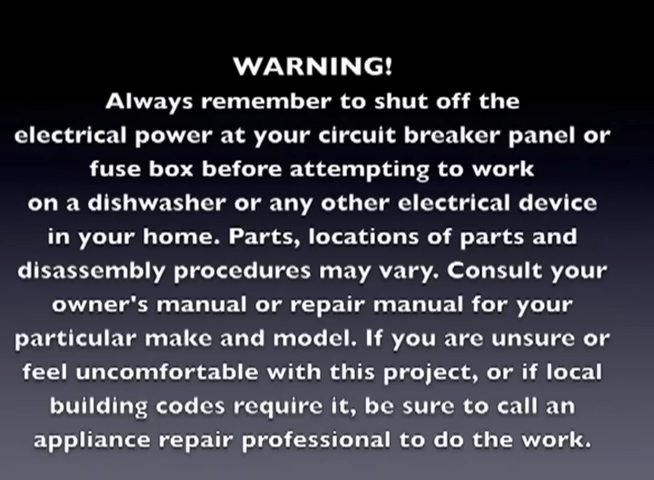 WARNING!
Always remember to shut off the
electrical power at your circuit breaker panel or
fuse box before attempting to work
on a dishwasher or any other electrical device
in your home. Parts, locations of parts and
disassembly procedures may vary. Consult your
owner's manual or repair manual for your
particular make and model. If you are unsure or
feel uncomfortable with this project, or if local
building codes require it, be sure to call an
appliance repair professional to do the work.